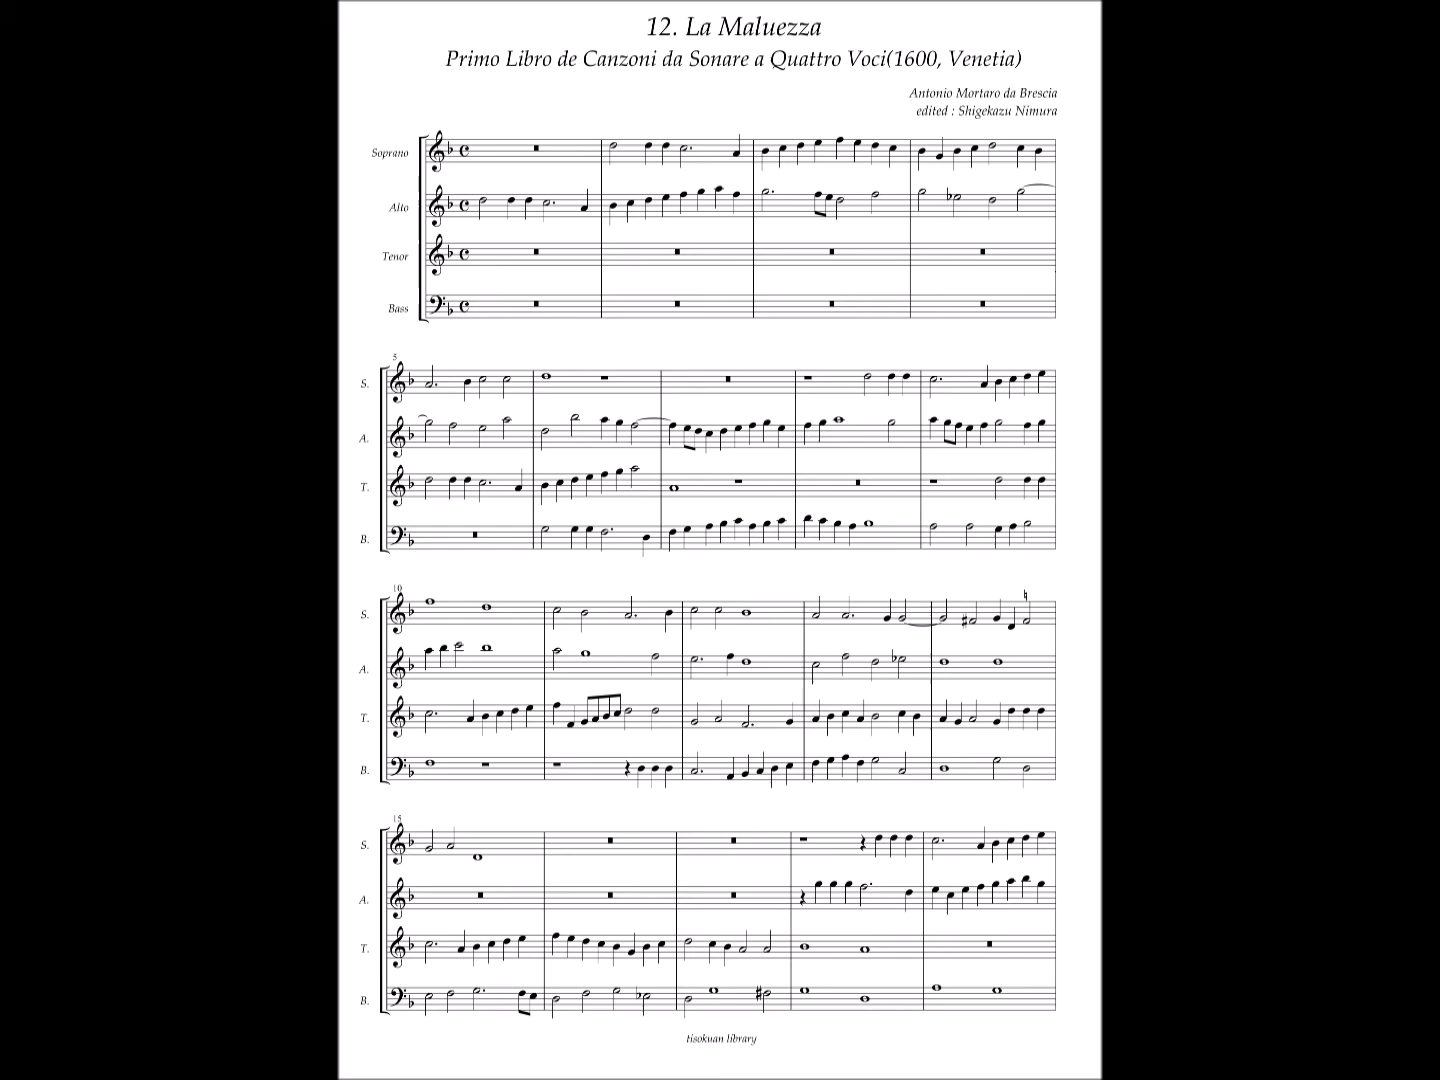 12. La Maluezza
Primo Libro de Canzoni da Sonare a Quattro Voci(1600, Venetia)
Antonio Mortaro da Brescia
edited : Shigekazu Nimura
Soprano
Alto
Tenor
Bass
5
S.
A.
T.
B.
10
S.
A.
T.
B.
15
S.
A.
T.
B.
tisokuan library